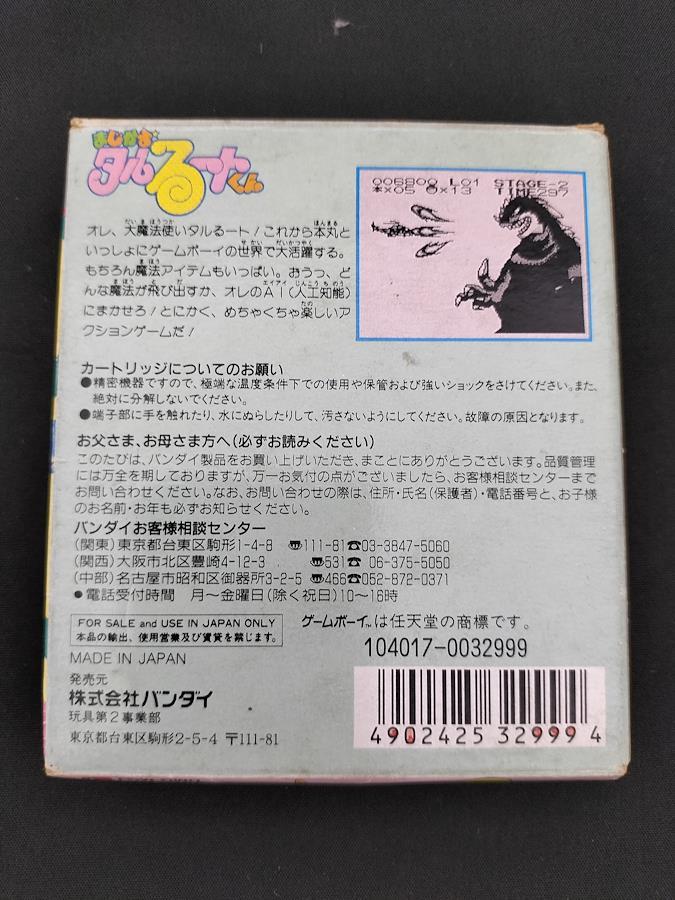 まじかる
タルるートくん
006800 L01 STAGE-2
木×05 ×13 TIME297
オレ、大魔法使いタルるート!これから本丸と
いっしょにゲームボーイの世界で大活躍する。
もちろん魔法アイテムもいっぱい。おうっ、ど
んな魔法が飛び出すか、オレのAI(人工知能)
にまかせろ!とにかく、めちゃくちゃ楽しいア
クションゲームだ!
カートリッジについてのお願い
●精密機器ですので、極端な温度条件下での使用や保管および強いショックをさけてください。また、
絶対に分解しないでください。
●端子部に手を触れたり、水にぬらしたりして、汚さないようにしてください。故障の原因となります。
お父さま、お母さま方へ(必ずお読みください)
このたびは、バンダイ製品をお買い上げいただき、まことにありがとうございます。品質管理
には万全を期しておりますが、万一お気付の点がございましたら、お客様相談センターまで
お問い合わせください。なお、お問い合わせの際は、住所・氏名(保護者)・電話番号と、お子様
のお名前・お年も必ずお知らせください。
バンダイお客様相談センター
(関東)東京都台東区駒形1-4-8 〠111-81☎03-3847-5060
(関西)大阪市北区豊崎4-12-3 〠531 ☎06-375-5050
(中部)名古屋市昭和区御器所3-2-5 〠466☎052-872-0371
●電話受付時間 月〜金曜日(除く祝日)10〜16時
FOR SALE and USE IN JAPAN ONLY
本品の輸出、使用営業及び賃貸を禁じます。
ゲームボーイ™は任天堂の商標です。
104017-0032999
MADE IN JAPAN
発売元
株式会社バンダイ
玩具第2事業部
東京都台東区駒形2-5-4 〒111-81
4902425 329994